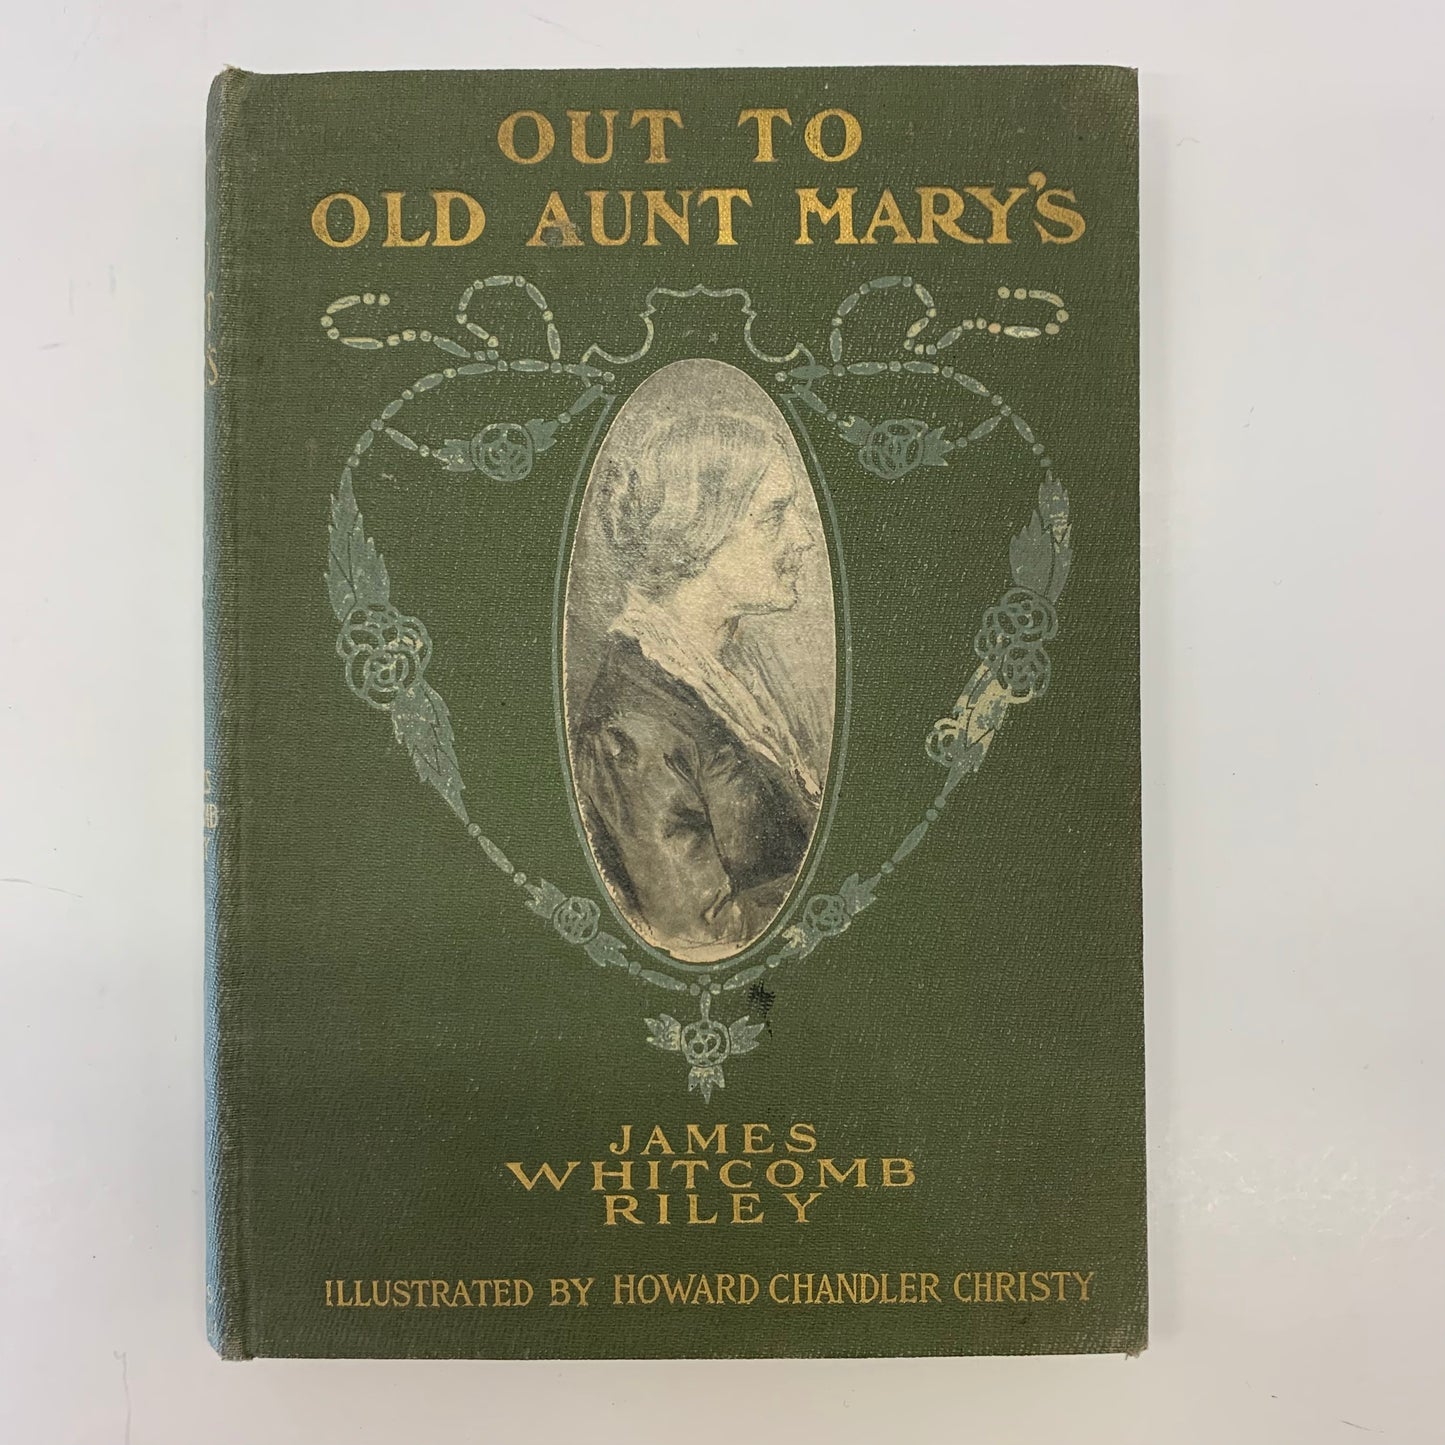 OUT TO
OLD AUNT MARY'S
JAMES
WHITCOMB
RILEY
ILLUSTRATED BY HOWARD CHANDLER CHRISTY